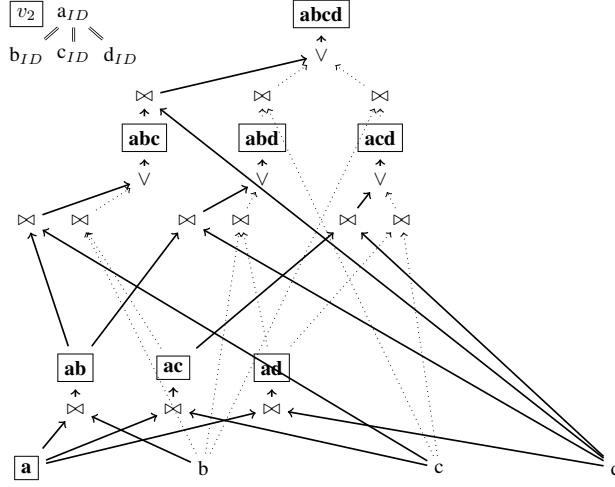 v2 aID abcd
bID cID dID
∨
⋈ ⋈ ⋈
abc abd acd
∨ ∨ ∨
⋈ ⋈ ⋈ ⋈ ⋈ ⋈
ab ac ad
⋈ ⋈ ⋈
a b c